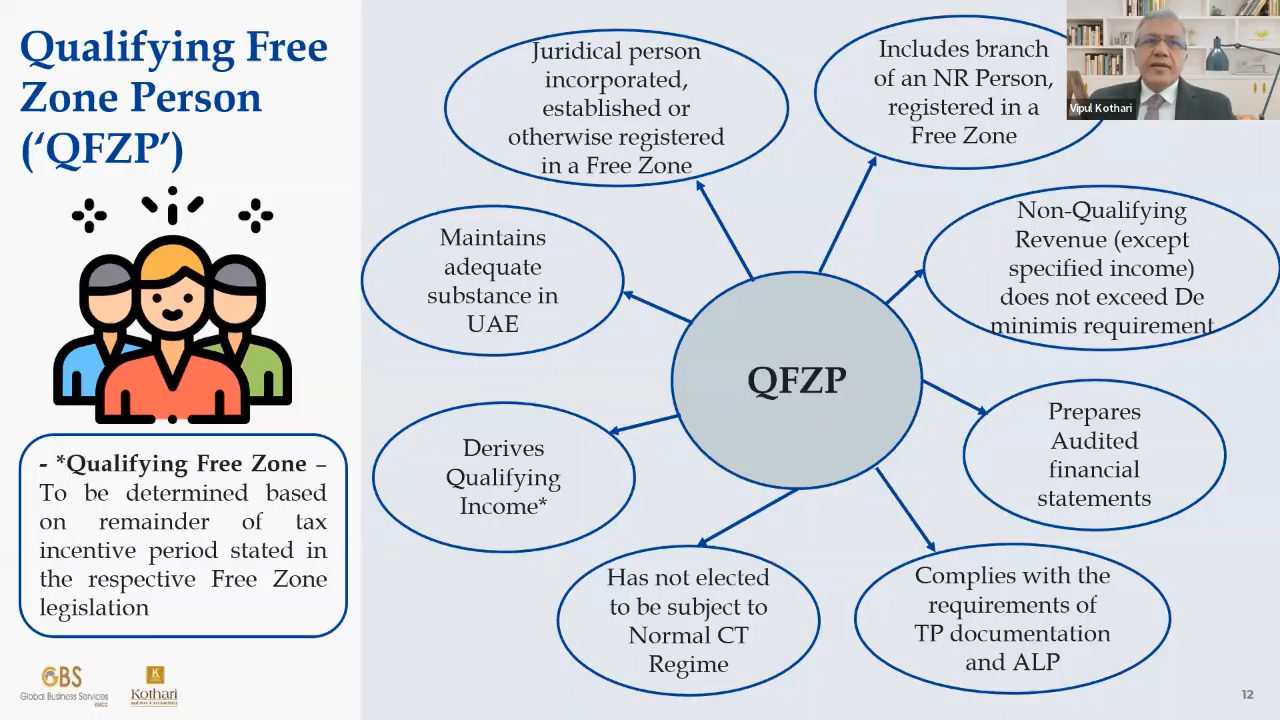 Qualifying Free
Zone Person
(‘QFZP’)
- *Qualifying Free Zone –
To be determined based
on remainder of tax
incentive period stated in
the respective Free Zone
legislation
GBS
Global Business Services
DMCC
K
Kothari
Juridical person
incorporated,
established or
otherwise registered
in a Free Zone
Includes branch
of an NR Person,
registered in a
Free Zone
Vipul Kothari
Maintains
adequate
substance in
UAE
Non-Qualifying
Revenue (except
specified income)
does not exceed De
minimis requirement
QFZP
Derives
Qualifying
Income*
Prepares
Audited
financial
statements
Has not elected
to be subject to
Normal CT
Regime
Complies with the
requirements of
TP documentation
and ALP
12